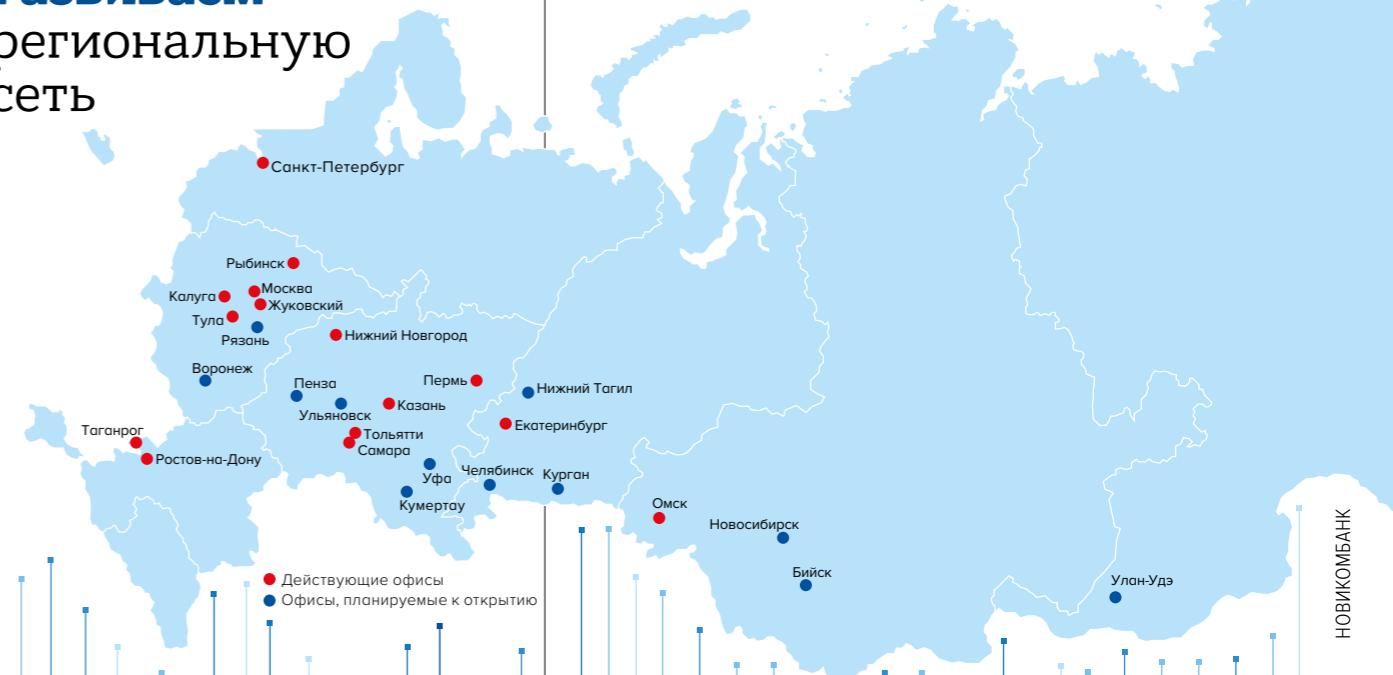 Развиваем
региональную
сеть
Санкт-Петербург
Рыбинск
Москва
Калуга
Жуковский
Тула
Рязань
Нижний Новгород
Воронеж
Пенза
Пермь
Нижний Тагил
Ульяновск
Казань
Екатеринбург
Таганрог
Тольятти
Самара
Ростов-на-Дону
Уфа
Челябинск
Курган
Кумертау
Омск
Новосибирск
Бийск
Улан-Удэ
Действующие офисы
Офисы, планируемые к открытию
НОВИКОМБАНК